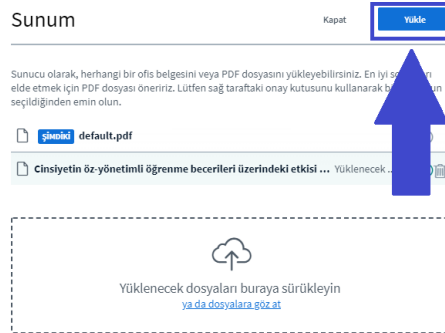 Sunum
Kapat
Yükle
Sunucu olarak, herhangi bir ofis belgesini veya PDF dosyasını yükleyebilirsiniz. En iyi
elde etmek için PDF dosyası öneririz. Lütfen sağ taraftaki onay kutusunu kullanarak
seçildiğinden emin olun.
ŞİMDİKİ default.pdf
Cinsiyetin öz-yönetimli öğrenme becerileri üzerindeki etkisi ... Yüklenecek ..
Yüklenecek dosyaları buraya sürükleyin
ya da dosyalara göz at